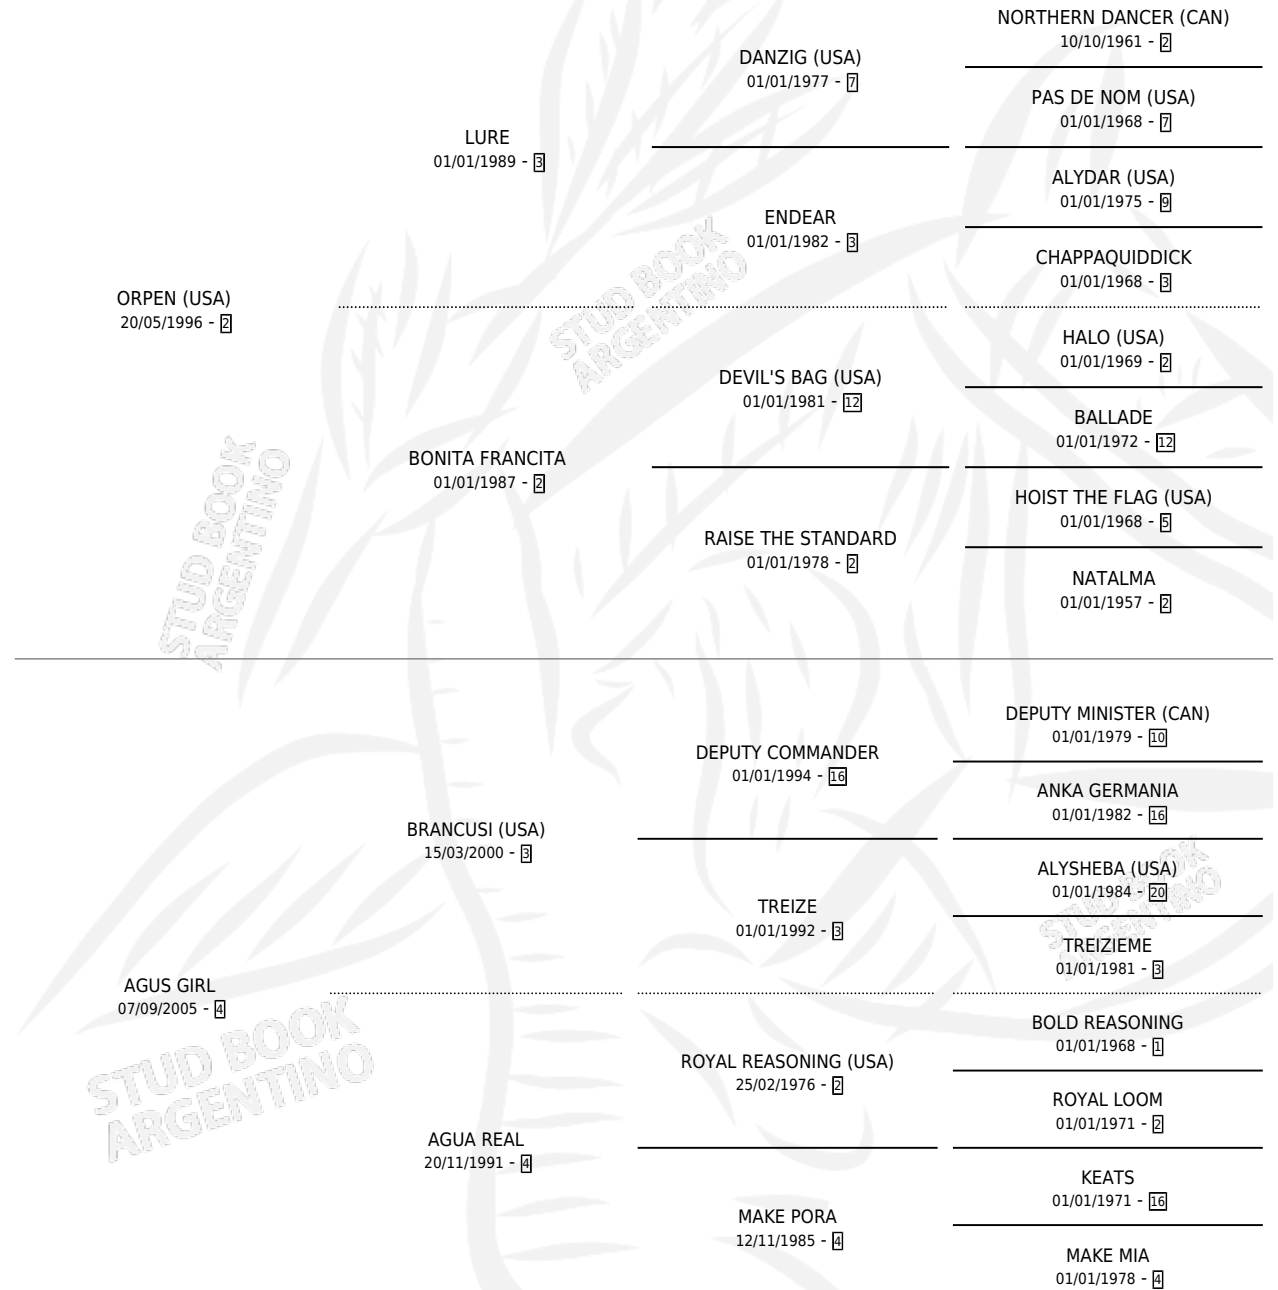 NORTHERN DANCER (CAN)
10/10/1961 - 2
DANZIG (USA)
01/01/1977 - 7
PAS DE NOM (USA)
01/01/1968 - 7
LURE
01/01/1989 - 3
ALYDAR (USA)
01/01/1975 - 9
ENDEAR
01/01/1982 - 3
CHAPPAQUIDDICK
01/01/1968 - 3
ORPEN (USA)
20/05/1996 - 2
HALO (USA)
01/01/1969 - 2
DEVIL'S BAG (USA)
01/01/1981 - 12
BALLADE
01/01/1972 - 12
BONITA FRANCITA
01/01/1987 - 2
HOIST THE FLAG (USA)
01/01/1968 - 5
RAISE THE STANDARD
01/01/1978 - 2
NATALMA
01/01/1957 - 2
STUD BOOK
ARGENTINO
STUD BOOK
ARGENTINO
DEPUTY MINISTER (CAN)
01/01/1979 - 10
DEPUTY COMMANDER
01/01/1994 - 16
ANKA GERMANIA
01/01/1982 - 16
BRANCUSI (USA)
15/03/2000 - 3
ALYSHEBA (USA)
01/01/1984 - 20
TREIZE
01/01/1992 - 3
TREIZIEME
01/01/1981 - 3
STUD BOOK
ARGENTINO
AGUS GIRL
07/09/2005 - 4
BOLD REASONING
01/01/1968 - 1
ROYAL REASONING (USA)
25/02/1976 - 2
ROYAL LOOM
01/01/1971 - 2
STUD BOOK
ARGENTINO
AGUA REAL
20/11/1991 - 4
KEATS
01/01/1971 - 16
MAKE PORA
12/11/1985 - 4
MAKE MIA
01/01/1978 - 4